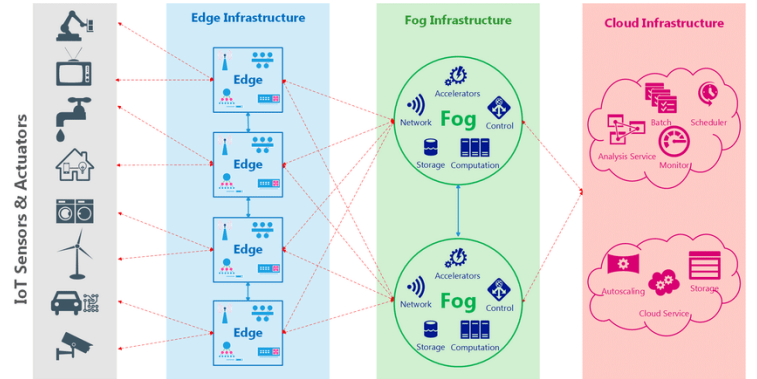 IoT Sensors & Actuators
Edge Infrastructure
Edge
Edge
Edge
Edge
Fog Infrastructure
Accelerators
Network
Fog
Control
Storage
Computation
Accelerators
Network
Fog
Control
Storage
Computation
Cloud Infrastructure
Batch
Scheduler
Analysis Service
Monitor
Autoscaling
Storage
Cloud Service